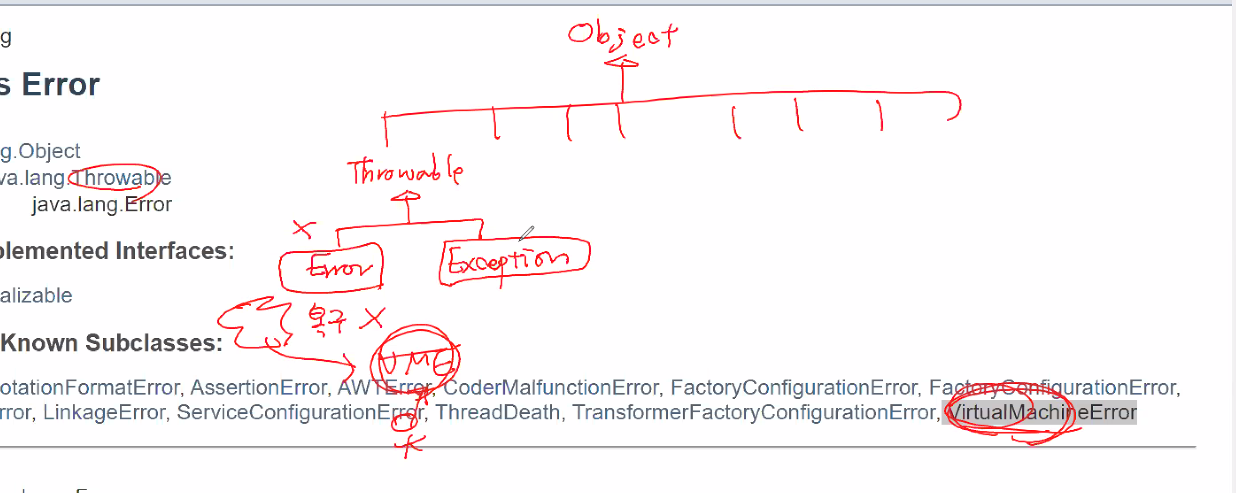 g
Object
s Error
g.Object
va.lang.Throwable
Throwable
java.lang.Error
X
plemented Interfaces:
Error
Exception
alizable
복구 X
Known Subclasses:
VME
otationFormatError, AssertionError, AWTError, CoderMalfunctionError, FactoryConfigurationError, FactoryConfigurationError,
rror, LinkageError, ServiceConfigurationError, ThreadDeath, TransformerFactoryConfigurationError, VirtualMachineError